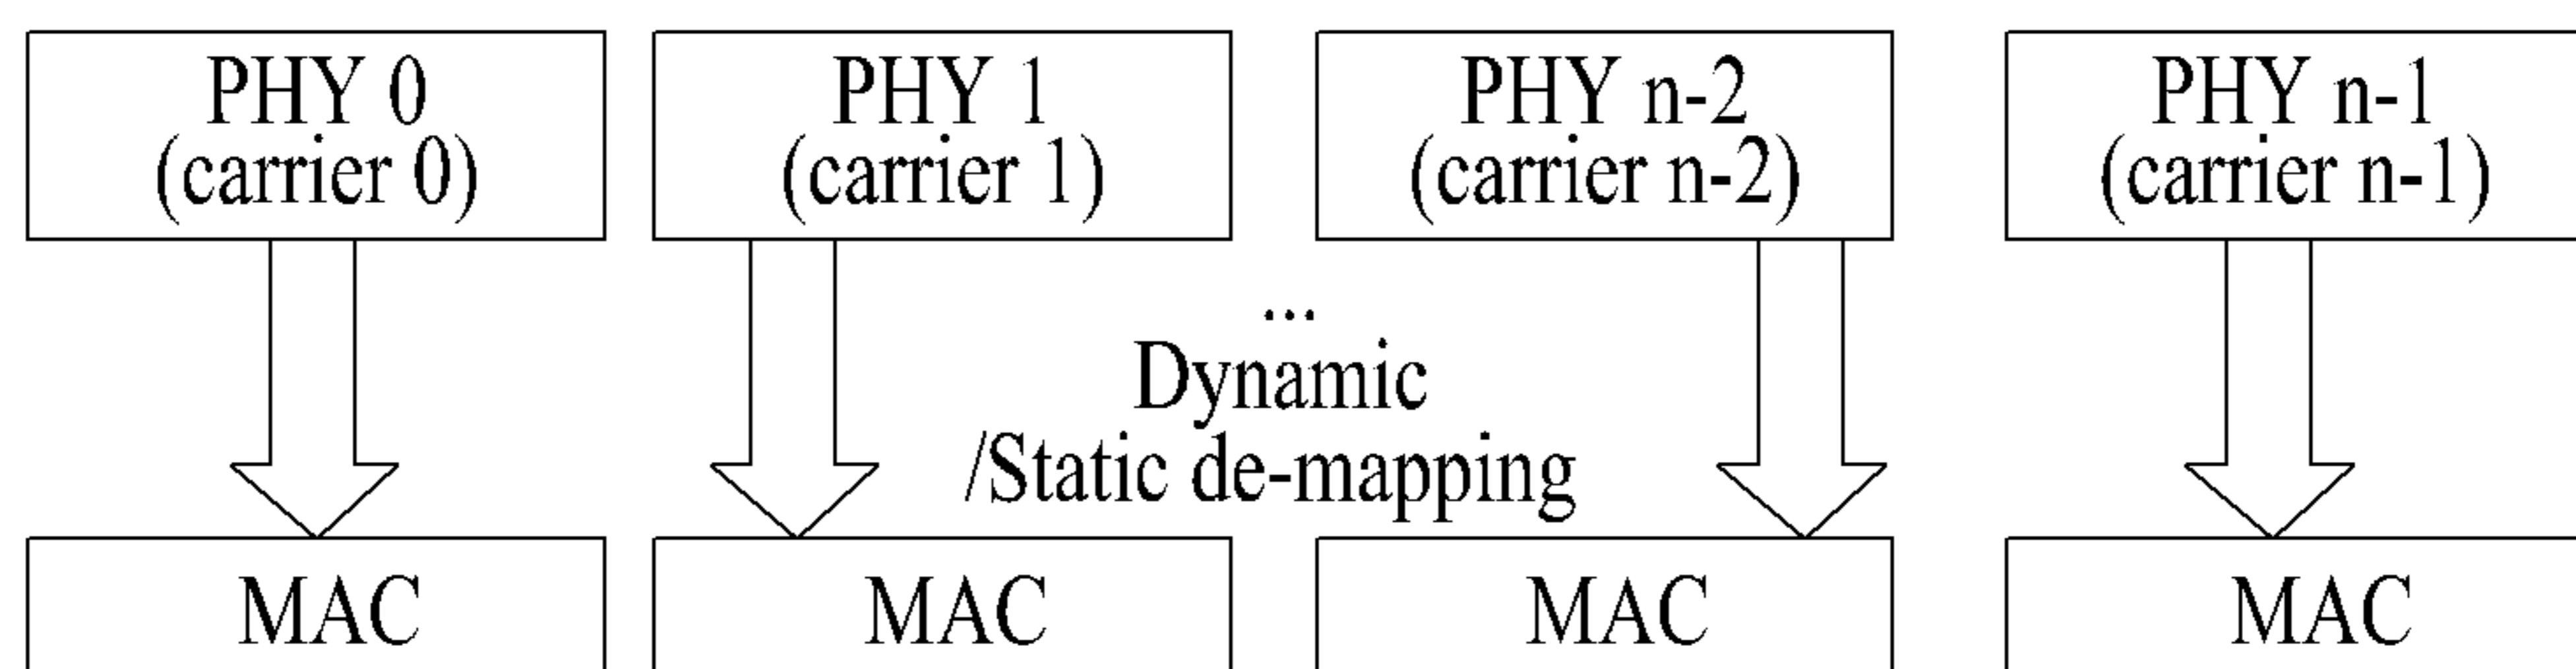 PHY 0
(carrier 0)
PHY 1
(carrier 1)
PHY n-2
(carrier n-2)
PHY n-1
(carrier n-1)
...
Dynamic
/Static de-mapping
MAC
MAC
MAC
MAC